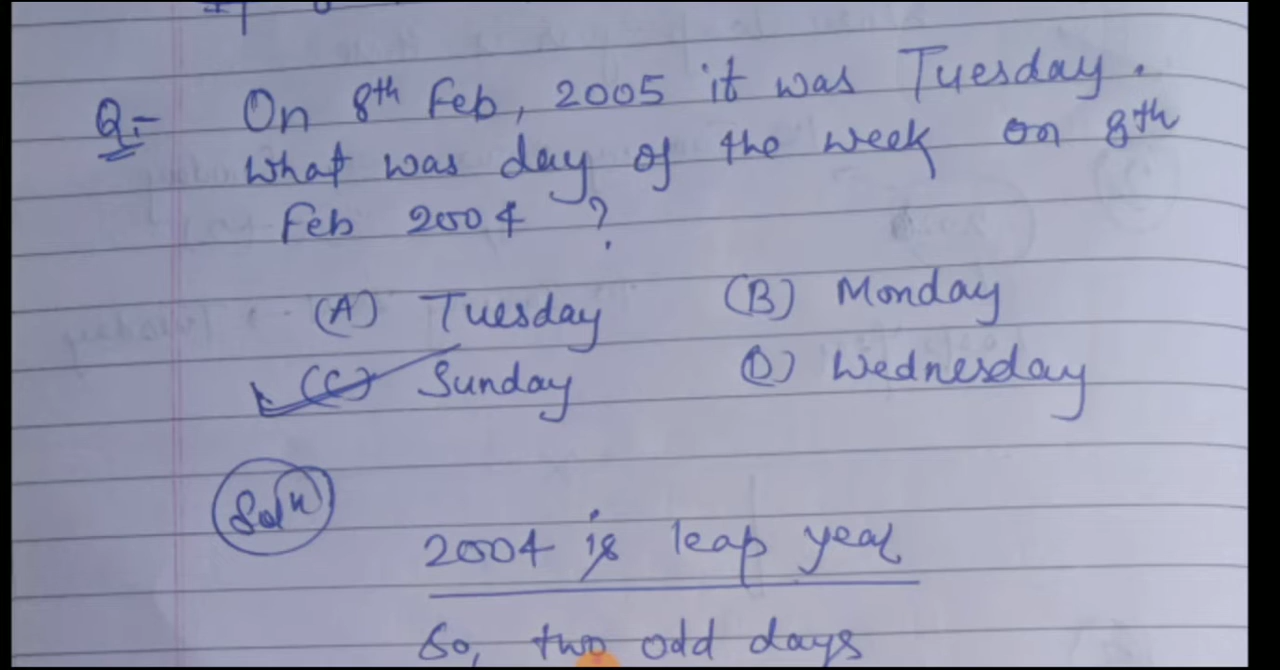 Q:- On 8th Feb, 2005 it was Tuesday.
What was day of the week on 8th
Feb 2004 ?
(A) Tuesday (B) Monday
(C) Sunday (D) Wednesday
Soln
2004 is leap year
So, two odd days